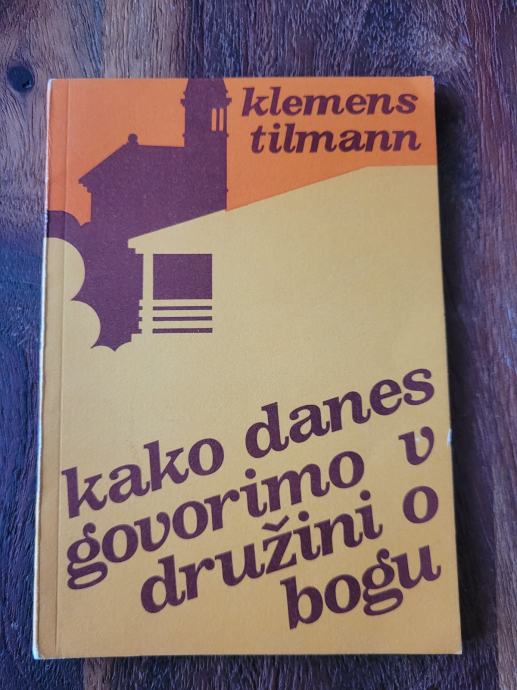 klemens
tilmann
kako danes
govorimo v
družini o
bogu